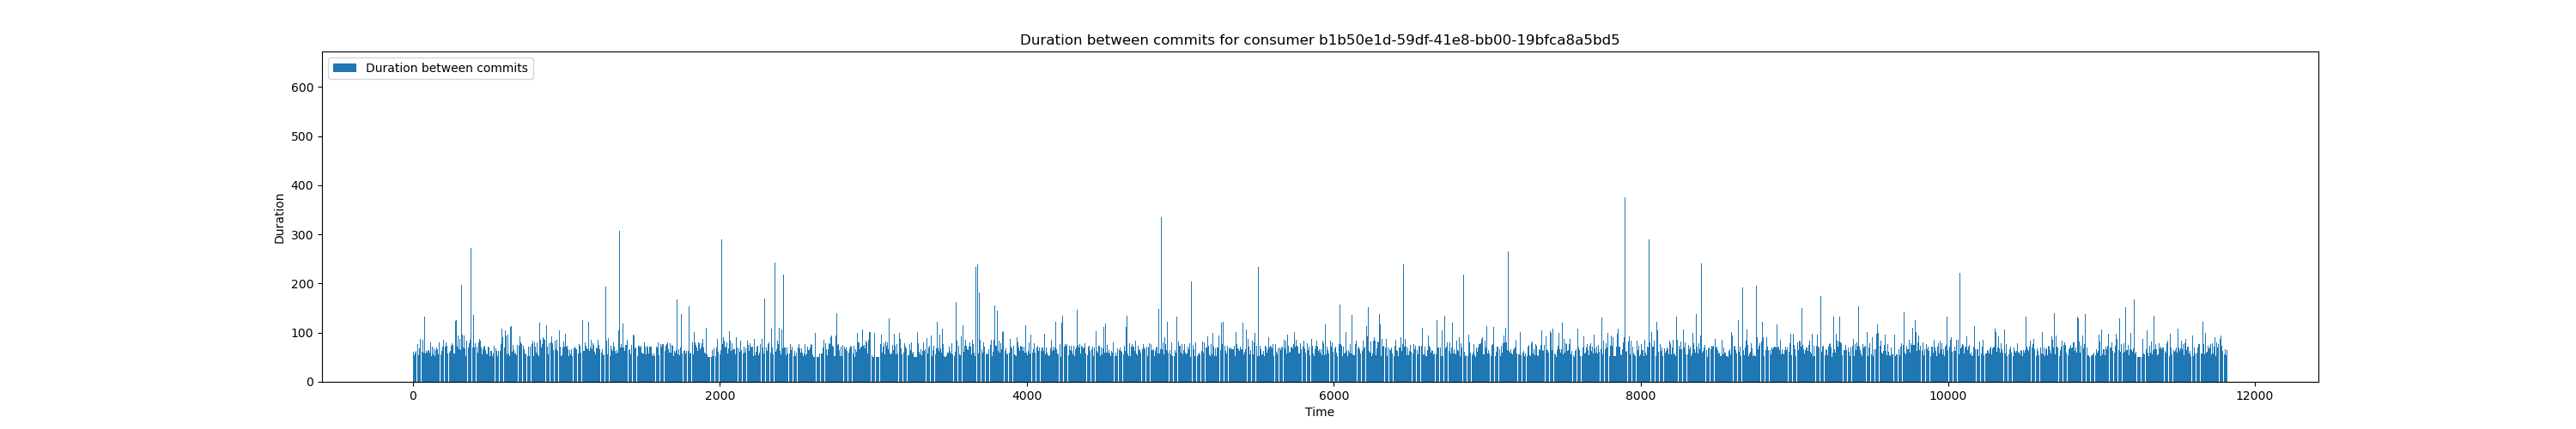 Duration between commits for consumer b1b50e1d-59df-41e8-bb00-19bfca8a5bd5
Duration between commits
600
500
400
300
200
100
0
Duration
0 2000 4000 6000 8000 10000 12000
Time